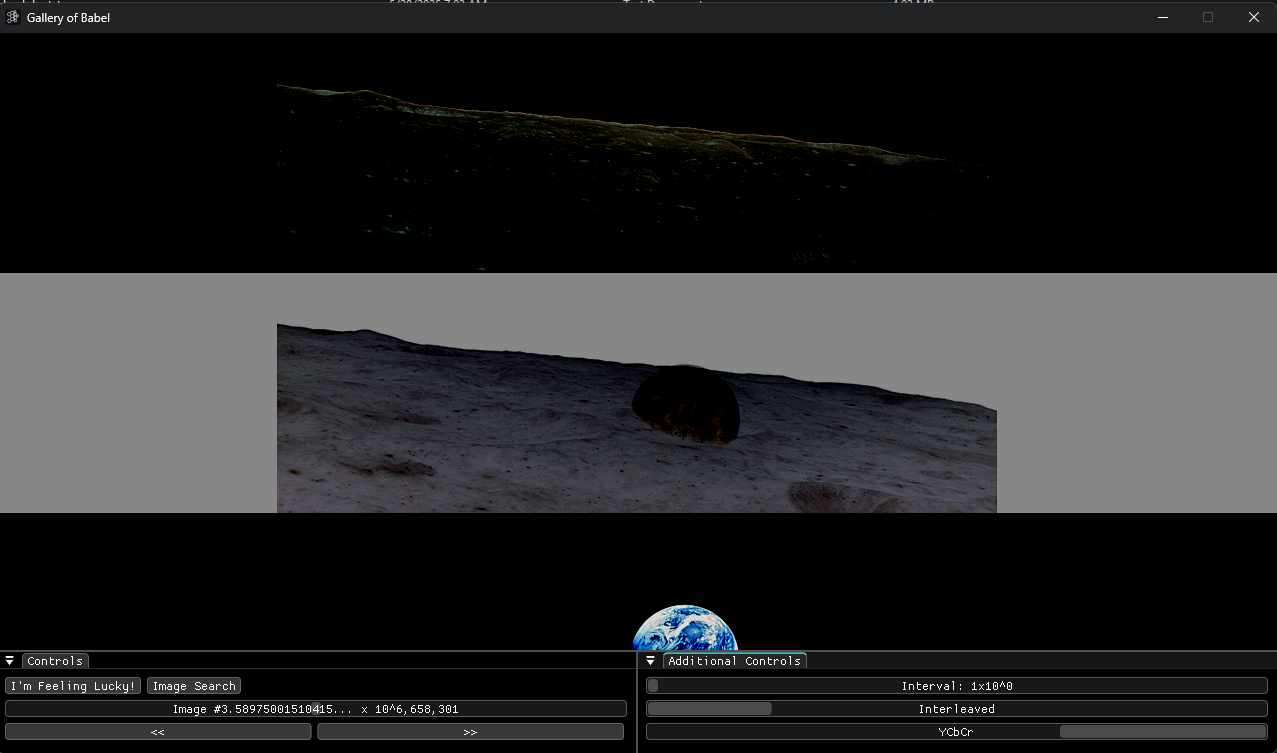 Gallery of Babel
Controls
I'm Feeling Lucky! Image Search
Image #3.58975001510415... x 10^6,658,301
<< >>
Additional Controls
Interval: 1x10^0
Interleaved
YCbCr